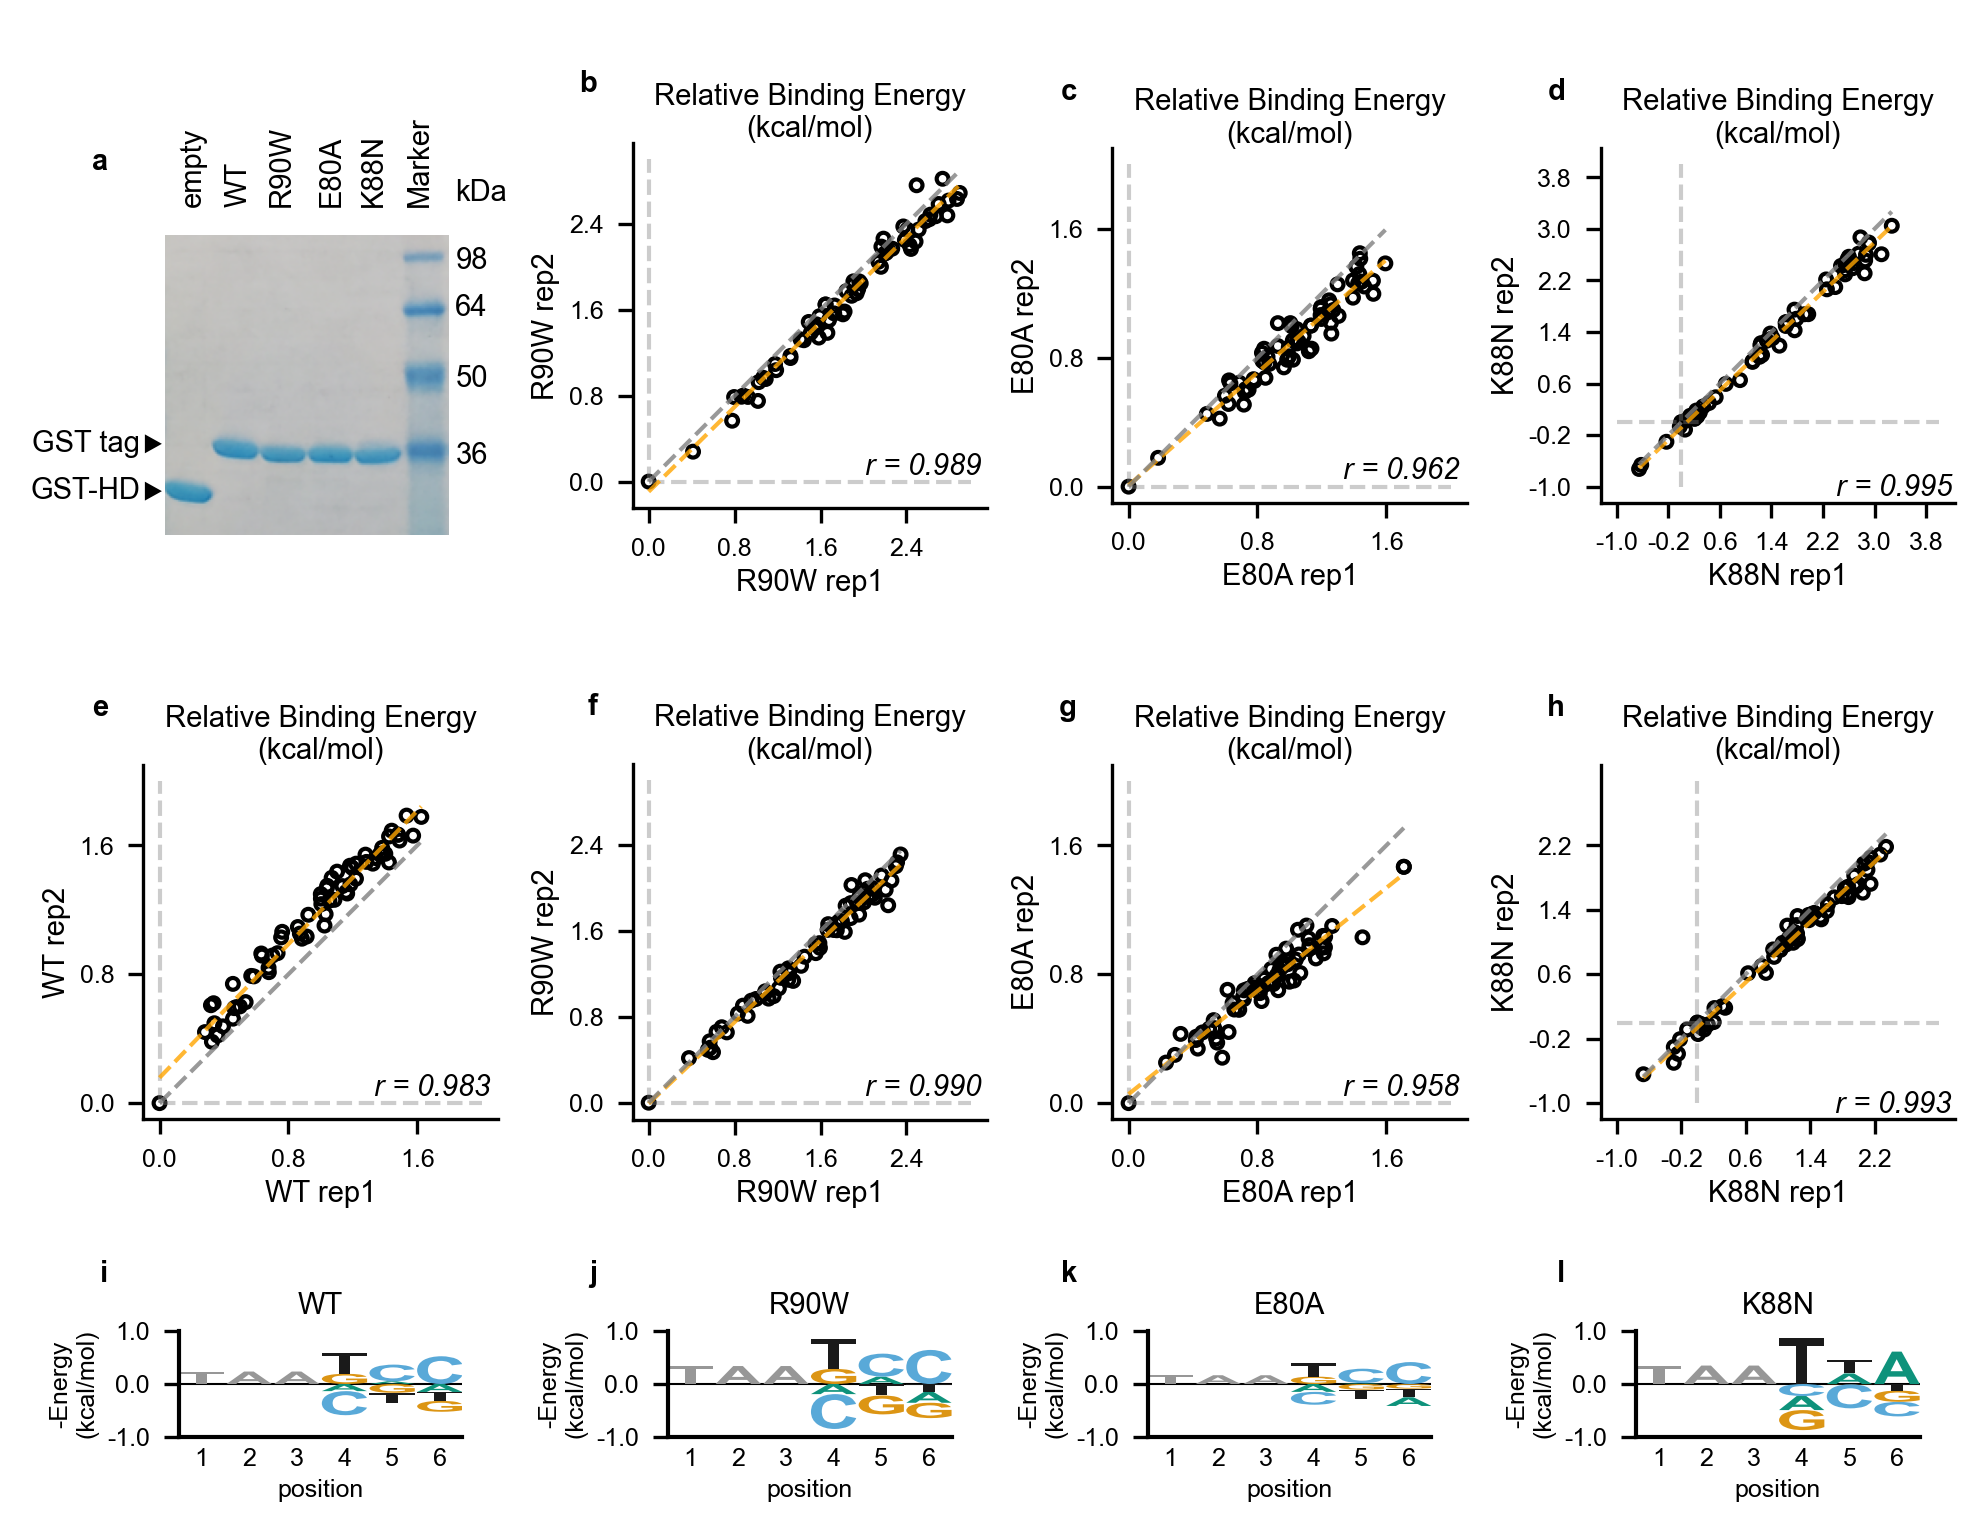 a
empty
WT
R90W
E80A
K88N
Marker
kDa
98
64
50
36
GST tag
GST-HD
b
Relative Binding Energy
(kcal/mol)
R90W rep2
2.4
1.6
0.8
0.0
r = 0.989
0.0 0.8 1.6 2.4
R90W rep1
c
Relative Binding Energy
(kcal/mol)
E80A rep2
1.6
0.8
0.0
r = 0.962
0.0 0.8 1.6
E80A rep1
d
Relative Binding Energy
(kcal/mol)
K88N rep2
3.8
3.0
2.2
1.4
0.6
-0.2
-1.0
r = 0.995
-1.0 -0.2 0.6 1.4 2.2 3.0 3.8
K88N rep1
e
Relative Binding Energy
(kcal/mol)
WT rep2
1.6
0.8
0.0
r = 0.983
0.0 0.8 1.6
WT rep1
f
Relative Binding Energy
(kcal/mol)
R90W rep2
2.4
1.6
0.8
0.0
r = 0.990
0.0 0.8 1.6 2.4
R90W rep1
g
Relative Binding Energy
(kcal/mol)
E80A rep2
1.6
0.8
0.0
r = 0.958
0.0 0.8 1.6
E80A rep1
h
Relative Binding Energy
(kcal/mol)
K88N rep2
2.2
1.4
0.6
-0.2
-1.0
r = 0.993
-1.0 -0.2 0.6 1.4 2.2
K88N rep1
i
WT
-Energy
(kcal/mol)
1.0
0.0
-1.0
T A A T C C
G G A
A T T
C G
1 2 3 4 5 6
position
j
R90W
-Energy
(kcal/mol)
1.0
0.0
-1.0
T A A T C C
G A T
A T A
C G G
1 2 3 4 5 6
position
k
E80A
-Energy
(kcal/mol)
1.0
0.0
-1.0
T A A T C C
G G G
A T T
C A
1 2 3 4 5 6
position
l
K88N
-Energy
(kcal/mol)
1.0
0.0
-1.0
T A A T T A
C A T
A C G
G C
1 2 3 4 5 6
position